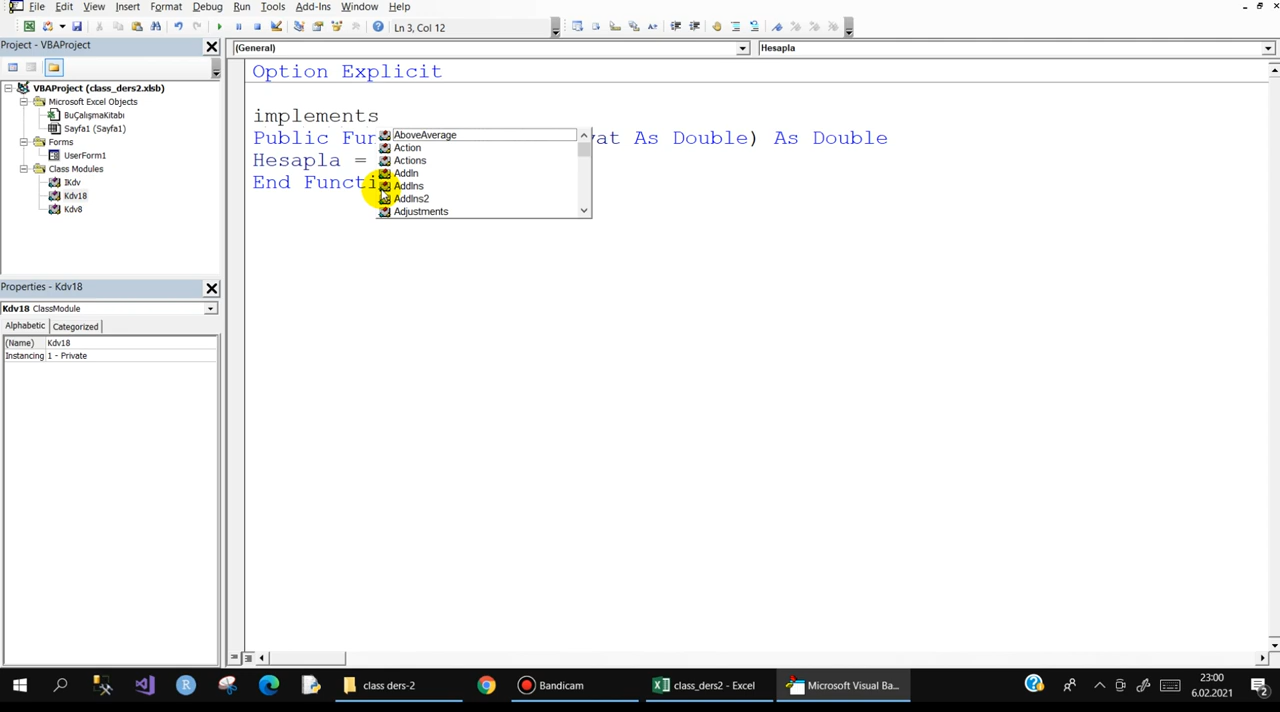 File Edit View Insert Format Debug Run Tools Add-Ins Window Help
Ln 3, Col 12
Project - VBAProject
(General)
Hesapla
VBAProject (class_ders2.xlsb)
Microsoft Excel Objects
BuÇalışmaKitabı
Sayfa1 (Sayfa1)
Forms
UserForm1
Class Modules
IKdv
Kdv18
Kdv8
Option Explicit
implements
Public Fun
yat As Double) As Double
Hesapla =
End Functi
AboveAverage
Action
Actions
AddIn
AddIns
AddIns2
Adjustments
Properties - Kdv18
Kdv18 ClassModule
Alphabetic Categorized
(Name) Kdv18
Instancing 1 - Private
class ders-2
Bandicam
class_ders2 - Excel
Microsoft Visual Ba...
23:00
6.02.2021
2